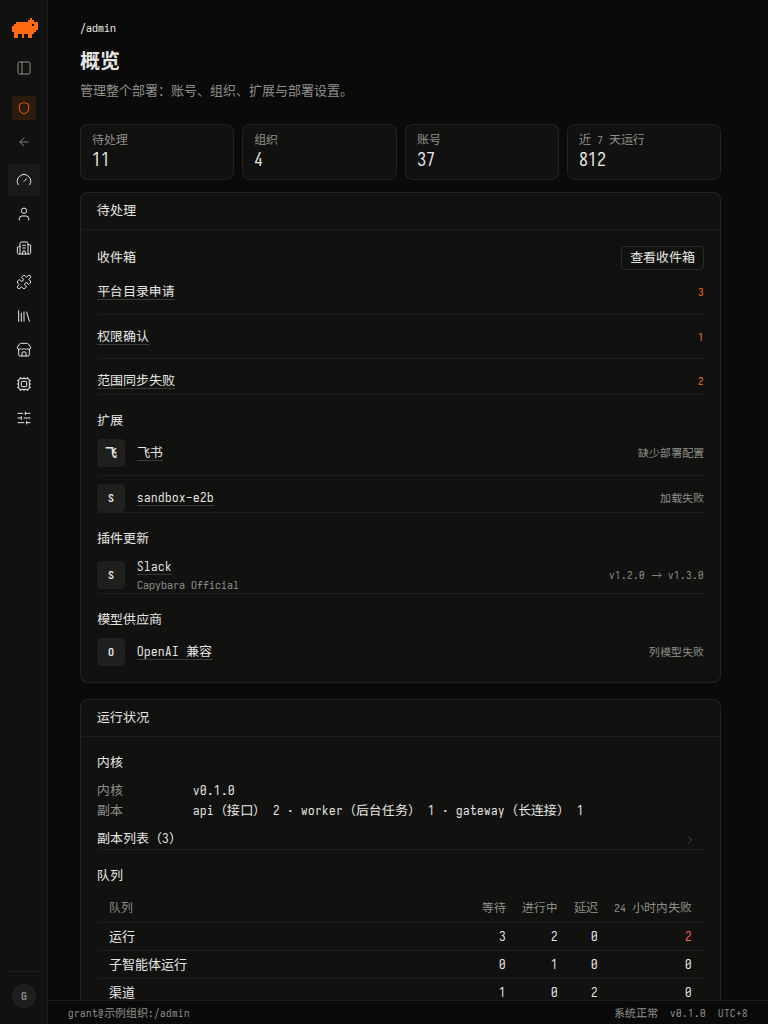 /admin
概览
管理整个部署：账号、组织、扩展与部署设置。
待处理 组织 账号 近 7 天运行
11 4 37 812
待处理
收件箱 查看收件箱
平台目录申请 3
权限确认 1
范围同步失败 2
扩展
飞 飞书 缺少部署配置
S sandbox-e2b 加载失败
插件更新
S Slack v1.2.0 → v1.3.0
Capybara Official
模型供应商
O OpenAI 兼容 列模型失败
运行状况
内核
内核 v0.1.0
副本 api（接口） 2 · worker（后台任务） 1 · gateway（长连接） 1
副本列表（3）
队列
队列 等待 进行中 延迟 24 小时内失败
运行 3 2 0 2
子智能体运行 0 1 0 0
渠道 1 0 2 0
G
grant@示例组织:/admin 系统正常 v0.1.0 UTC+8